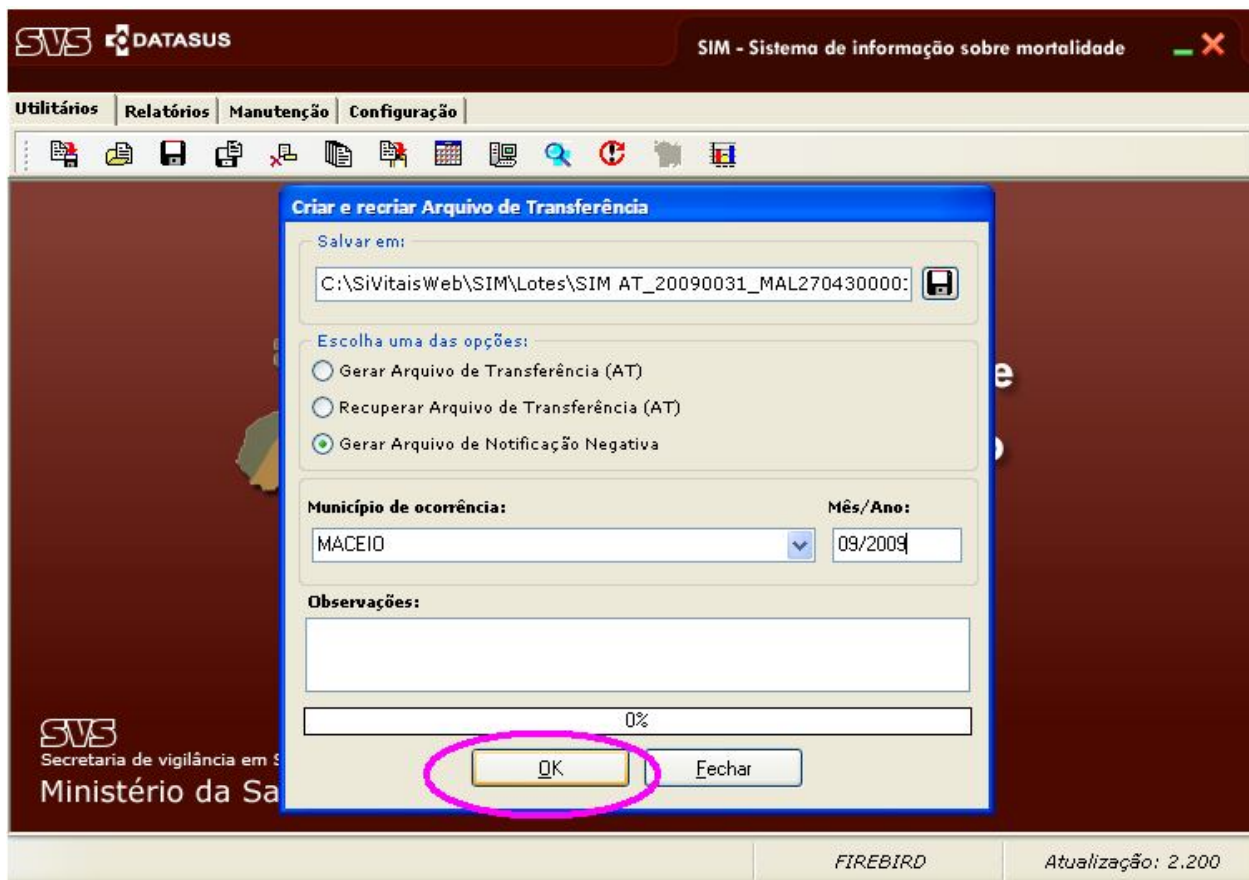 SVS DATASUS
SIM - Sistema de informação sobre mortalidade
Utilitários Relatórios Manutenção Configuração
Criar e recriar Arquivo de Transferência
Salvar em:
C:\SiVitaisWeb\SIM\Lotes\SIM AT_20090031_MAL270430000
Escolha uma das opções:
Gerar Arquivo de Transferência (AT)
e
Recuperar Arquivo de Transferência (AT)
Gerar Arquivo de Notificação Negativa
Município de ocorrência: Mês/Ano:
MACEIO 09/2009
Observações:
0%
SVS
Secretaria de vigilância em S
Ministério da Sa
OK Fechar
FIREBIRD Atualização: 2.200